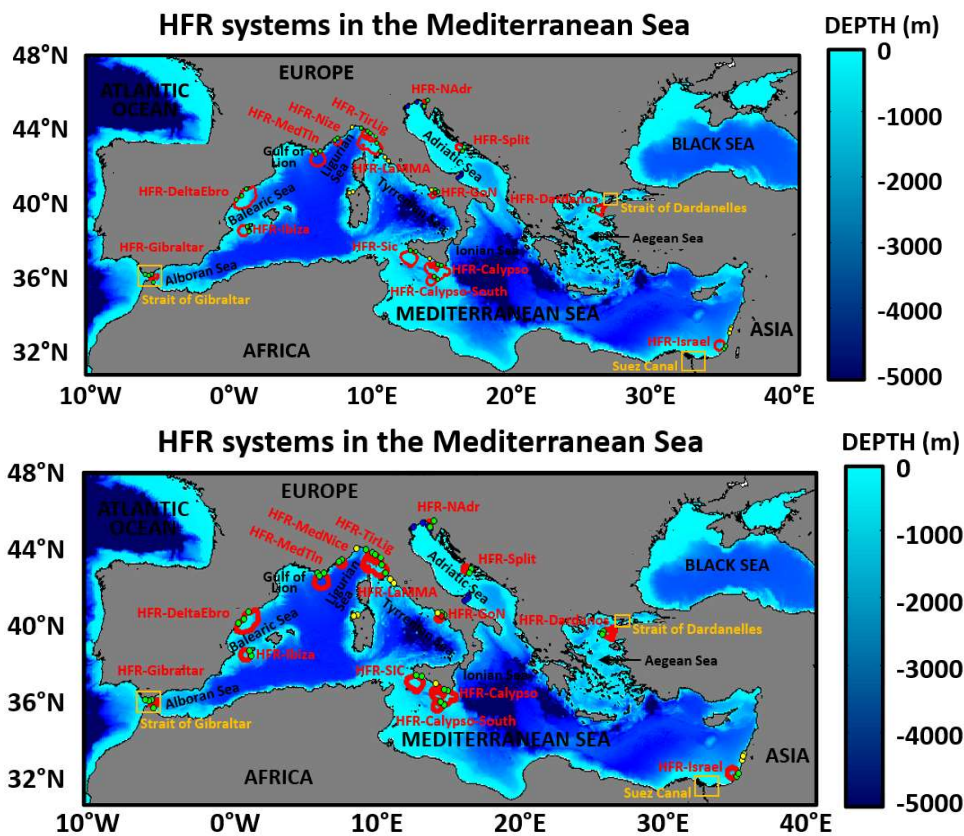 HFR systems in the Mediterranean Sea
DEPTH (m)
48°N
EUROPE
0
ATLANTIC
OCEAN
HFR-NAdr
HFR-TirLig
HFR-Nize
HFR-MedTln
44°N
Gulf of
Lion
Ligurian
Sea
Adriatic Sea
HFR-Split
BLACK SEA
-1000
HFR-LaMMA
HFR-DeltaEbro
Balearic Sea
HFR-GoN
HFR-Dardanos
40°N
Strait of Dardanelles
-2000
HFR-Ibiza
Aegean Sea
HFR-Gibraltar
HFR-Sic
Ionian Sea
-3000
36°N
Alboran Sea
HFR-Calypso
Strait of Gibraltar
HFR-Calypso-South
MEDITERRANEAN SEA
-4000
AFRICA
HFR-Israel
ASIA
32°N
Suez Canal
-5000
10°W
0°W
10°E
20°E
30°E
40°E
HFR systems in the Mediterranean Sea
DEPTH (m)
48°N
EUROPE
0
ATLANTIC
OCEAN
HFR-NAdr
HFR-TirLig
HFR-MedNice
HFR-MedTln
44°N
Gulf of
Lion
Ligurian
Sea
Adriatic Sea
HFR-Split
BLACK SEA
-1000
HFR-LaMMA
HFR-DeltaEbro
Balearic Sea
HFR-GoN
HFR-Dardanos
40°N
Strait of Dardanelles
-2000
HFR-Ibiza
Aegean Sea
HFR-Gibraltar
HFR-SIC
Ionian Sea
-3000
36°N
Alboran Sea
HFR-Calypso
Strait of Gibraltar
HFR-Calypso-South
MEDITERRANEAN SEA
-4000
AFRICA
HFR-Israel
ASIA
32°N
Suez Canal
-5000
10°W
0°W
10°E
20°E
30°E
40°E